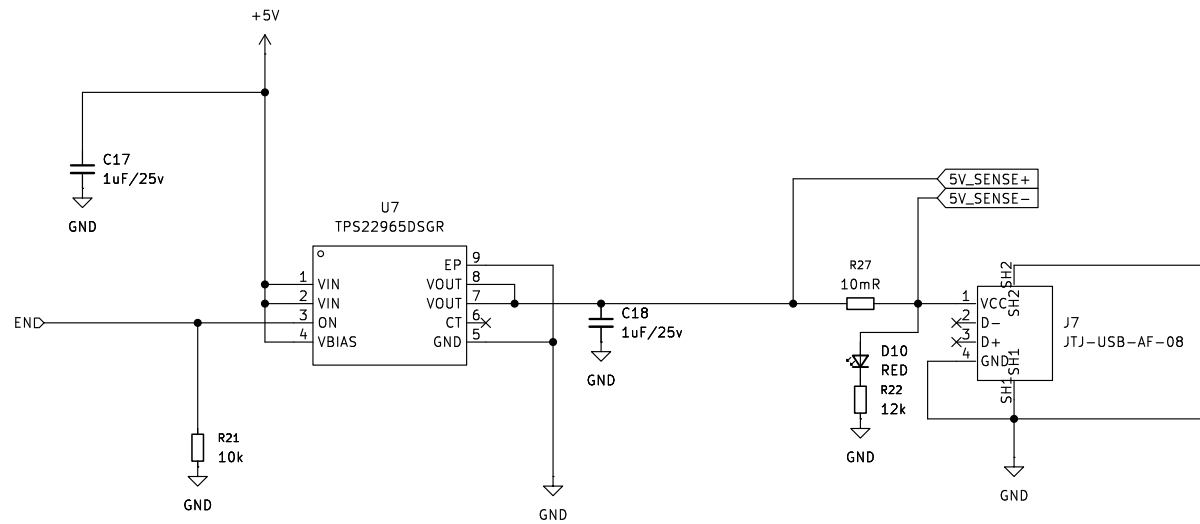 +5V
C17
1uF/25v
GND
U7
TPS22965DSGR
1 VIN
2 VIN
3 ON
4 VBIAS
EP 9
VOUT 8
VOUT 7
CT 6
GND 5
END
R21
10k
GND
GND
C18
1uF/25v
GND
5V_SENSE+
5V_SENSE-
R27
10mR
D10
RED
R22
12k
GND
SH2
SH2
1 VCC
2 D-
3 D+
4 GND
SH1
SH1
J7
JTJ-USB-AF-08
GND